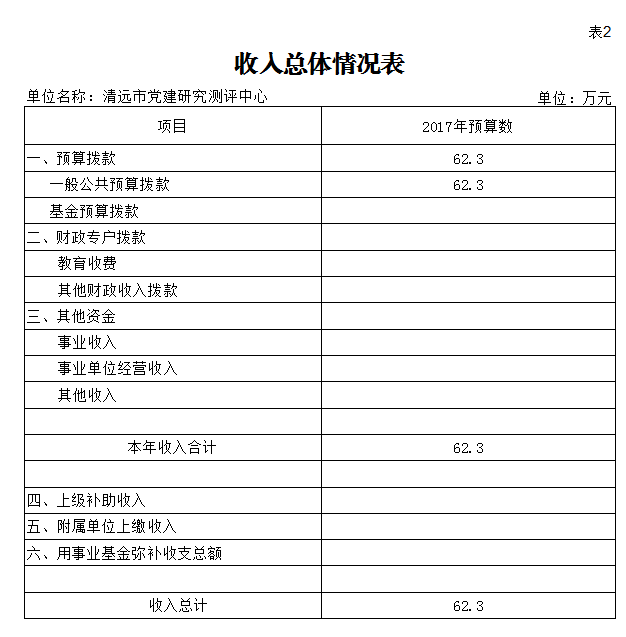 表2
收入总体情况表
单位名称：清远市党建研究测评中心 单位：万元
项目 2017年预算数
一、预算拨款 62.3
一般公共预算拨款 62.3
基金预算拨款
二、财政专户拨款
教育收费
其他财政收入拨款
三、其他资金
事业收入
事业单位经营收入
其他收入
本年收入合计 62.3
四、上级补助收入
五、附属单位上缴收入
六、用事业基金弥补收支总额
收入总计 62.3